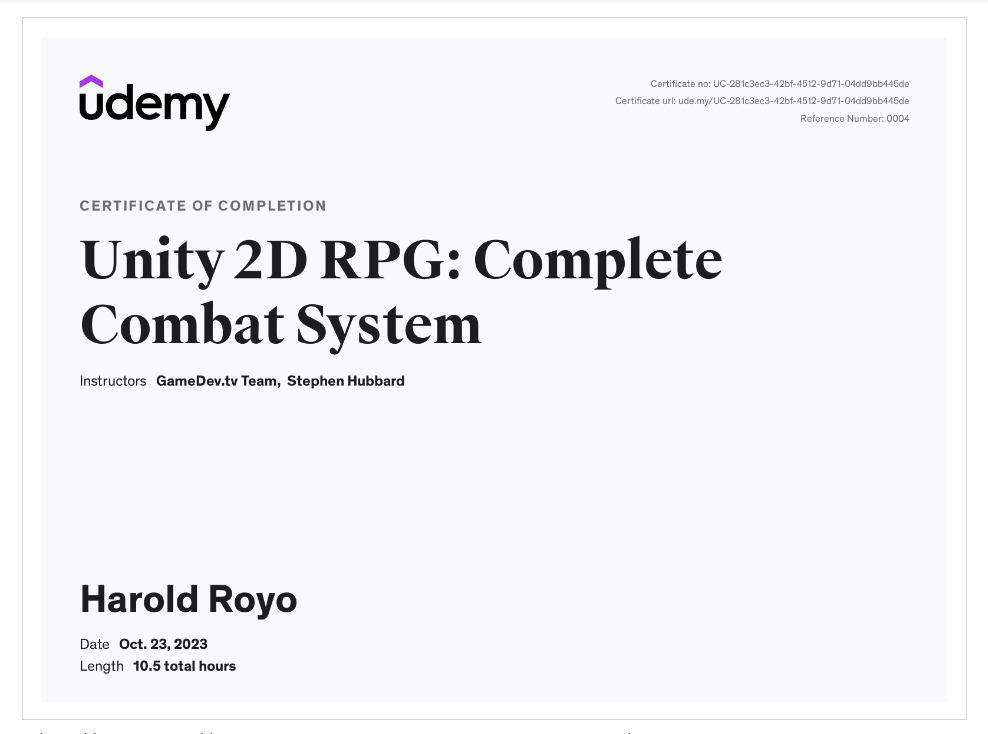 udemy
Certificate no: UC-281c3ec3-42bf-4512-9d71-04dd9bb445de
Certificate url: ude.my/UC-281c3ec3-42bf-4512-9d71-04dd9bb445de
Reference Number: 0004
CERTIFICATE OF COMPLETION
Unity 2D RPG: Complete
Combat System
Instructors GameDev.tv Team, Stephen Hubbard
Harold Royo
Date Oct. 23, 2023
Length 10.5 total hours